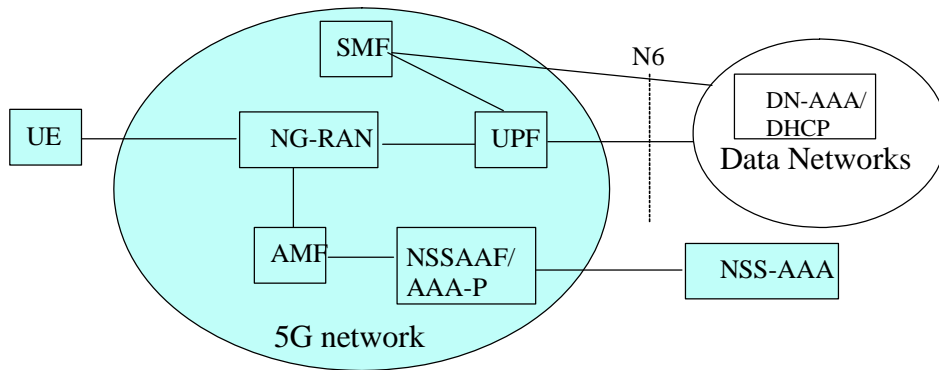 SMF
N6
DN-AAA/
DHCP
UE
NG-RAN
UPF
Data Networks
AMF
NSSAAF/
AAA-P
NSS-AAA
5G network